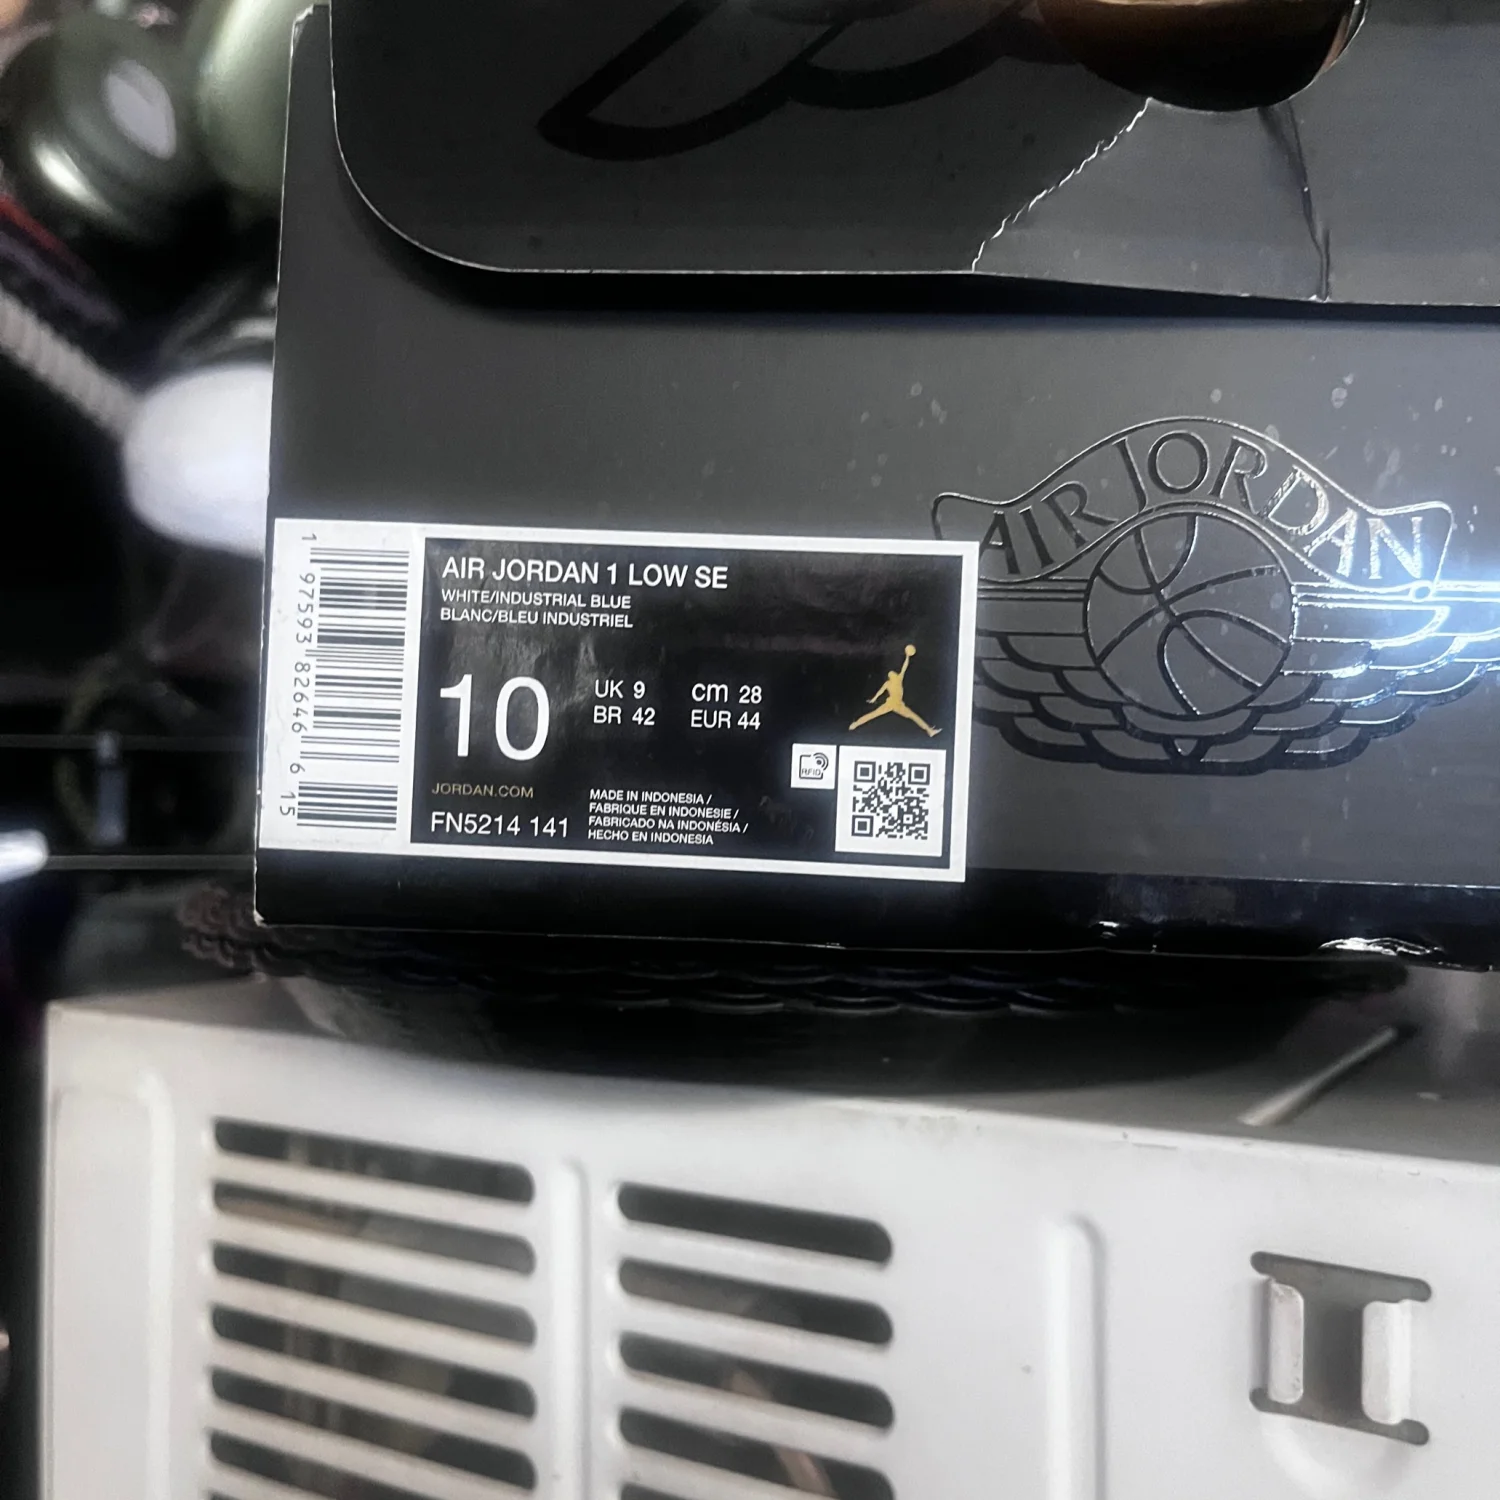 AIR JORDAN
1 97593 82646 6 15
AIR JORDAN 1 LOW SE
WHITE/INDUSTRIAL BLUE
BLANC/BLEU INDUSTRIEL
10
UK 9 cm 28
BR 42 EUR 44
RFID
JORDAN.COM
FN5214 141
MADE IN INDONESIA /
FABRIQUE EN INDONESIE /
FABRICADO NA INDONÉSIA /
HECHO EN INDONESIA